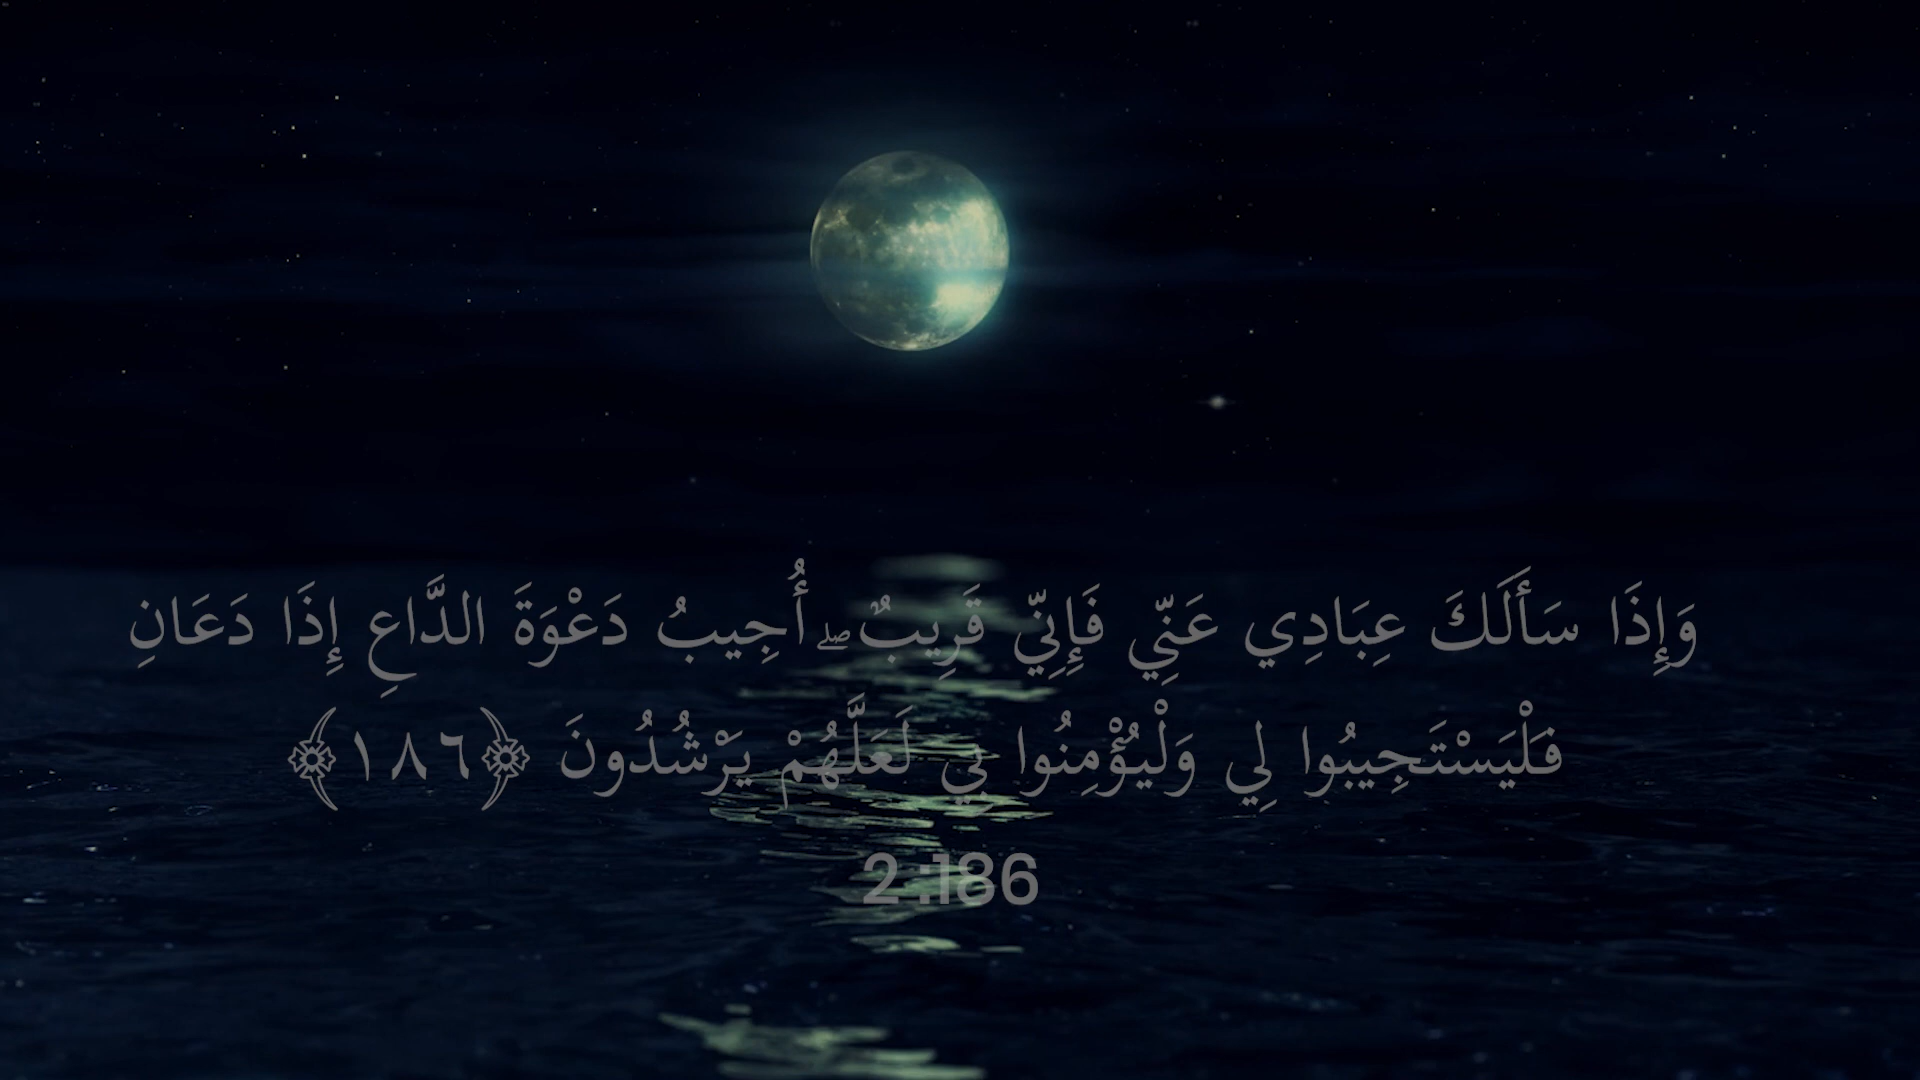 وَإِذَا سَأَلَكَ عِبَادِي عَنِّي فَإِنِّي قَرِيبٌ ۖ أُجِيبُ دَعْوَةَ الدَّاعِ إِذَا دَعَانِ
فَلْيَسْتَجِيبُوا لِي وَلْيُؤْمِنُوا بِي لَعَلَّهُمْ يَرْشُدُونَ ﴿١٨٦﴾
2:186